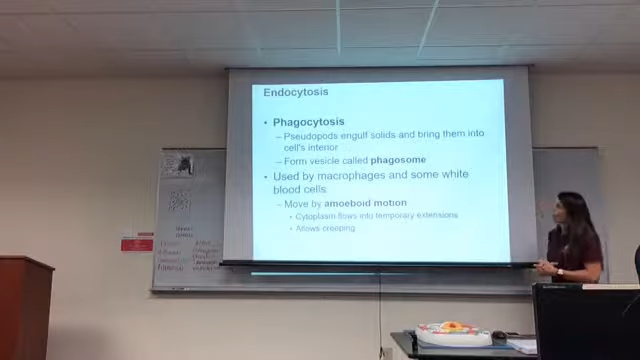 Endocytosis
• Phagocytosis
– Pseudopods engulf solids and bring them into
cell's interior
– Form vesicle called phagosome
• Used by macrophages and some white
blood cells
– Move by amoeboid motion
• Cytoplasm flows into temporary extensions
• Allows creeping